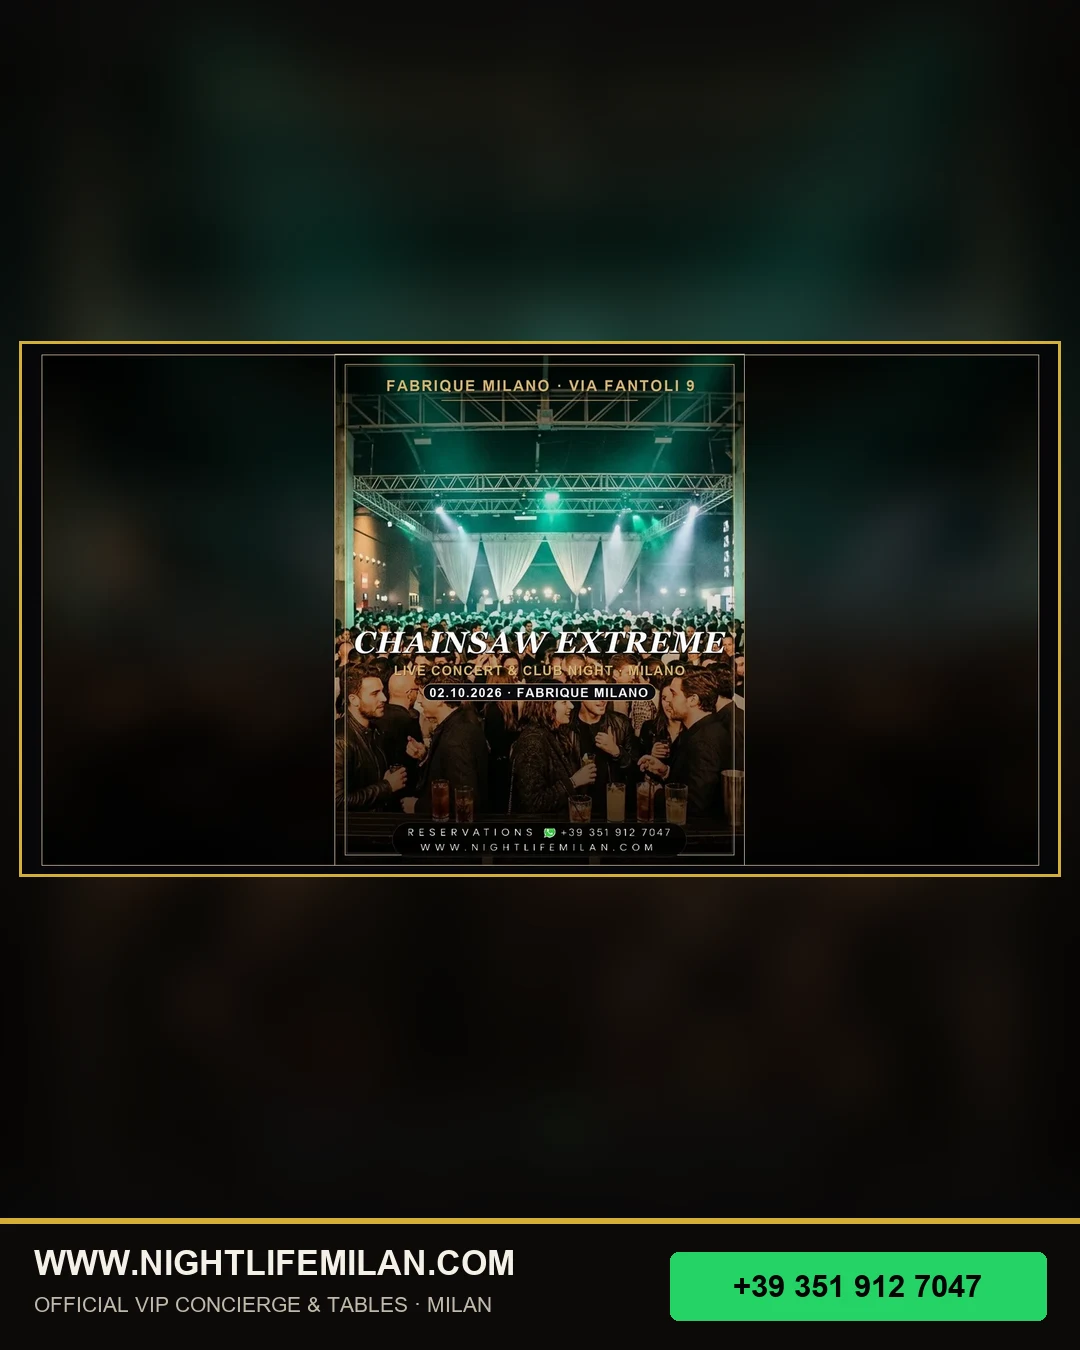 FABRIQUE MILANO · VIA FANTOLI 9
CHAINSAW EXTREME
LIVE CONCERT & CLUB NIGHT · MILANO
02.10.2026 · FABRIQUE MILANO
RESERVATIONS +39 351 912 7047
WWW.NIGHTLIFEMILAN.COM
WWW.NIGHTLIFEMILAN.COM
OFFICIAL VIP CONCIERGE & TABLES · MILAN
+39 351 912 7047